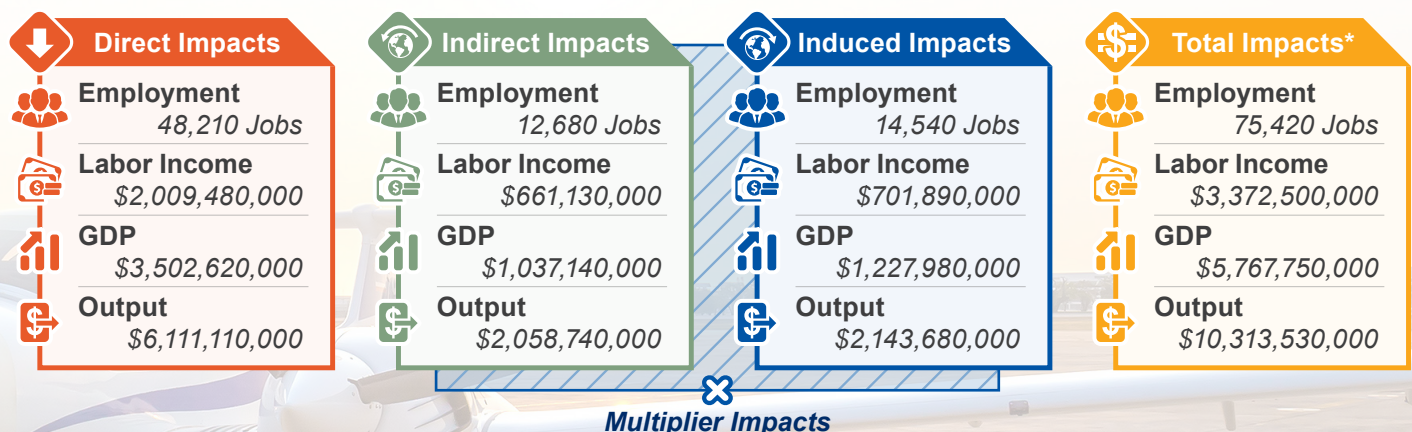 Direct Impacts
Employment
48,210 Jobs
Labor Income
$2,009,480,000
GDP
$3,502,620,000
Output
$6,111,110,000
Indirect Impacts
Employment
12,680 Jobs
Labor Income
$661,130,000
GDP
$1,037,140,000
Output
$2,058,740,000
Induced Impacts
Employment
14,540 Jobs
Labor Income
$701,890,000
GDP
$1,227,980,000
Output
$2,143,680,000
Total Impacts*
Employment
75,420 Jobs
Labor Income
$3,372,500,000
GDP
$5,767,750,000
Output
$10,313,530,000
Multiplier Impacts